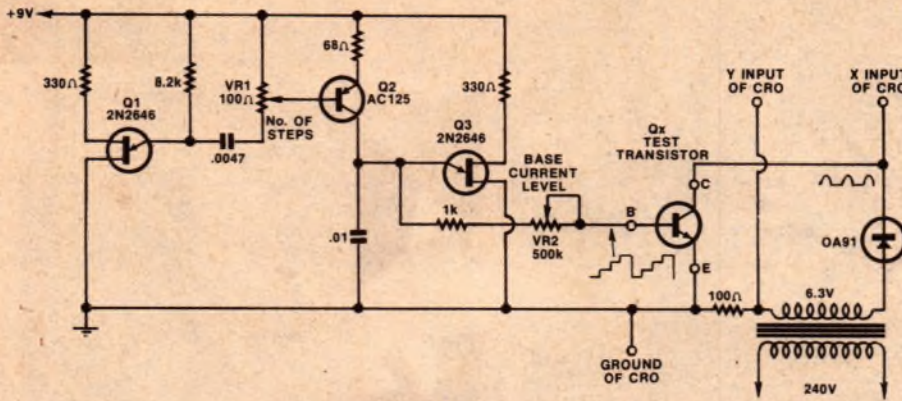 +9V
330Ω
8.2k
VR1
100Ω
68Ω
Q2
AC125
Q1
2N2646
No. OF
STEPS
.0047
Q3
2N2646
330Ω
BASE
CURRENT
LEVEL
Qx
TEST
TRANSISTOR
Y INPUT
OF CRO
X INPUT
OF CRO
C
B
E
1k
VR2
500k
.01
OA91
100Ω
6.3V
GROUND
OF CRO
240V